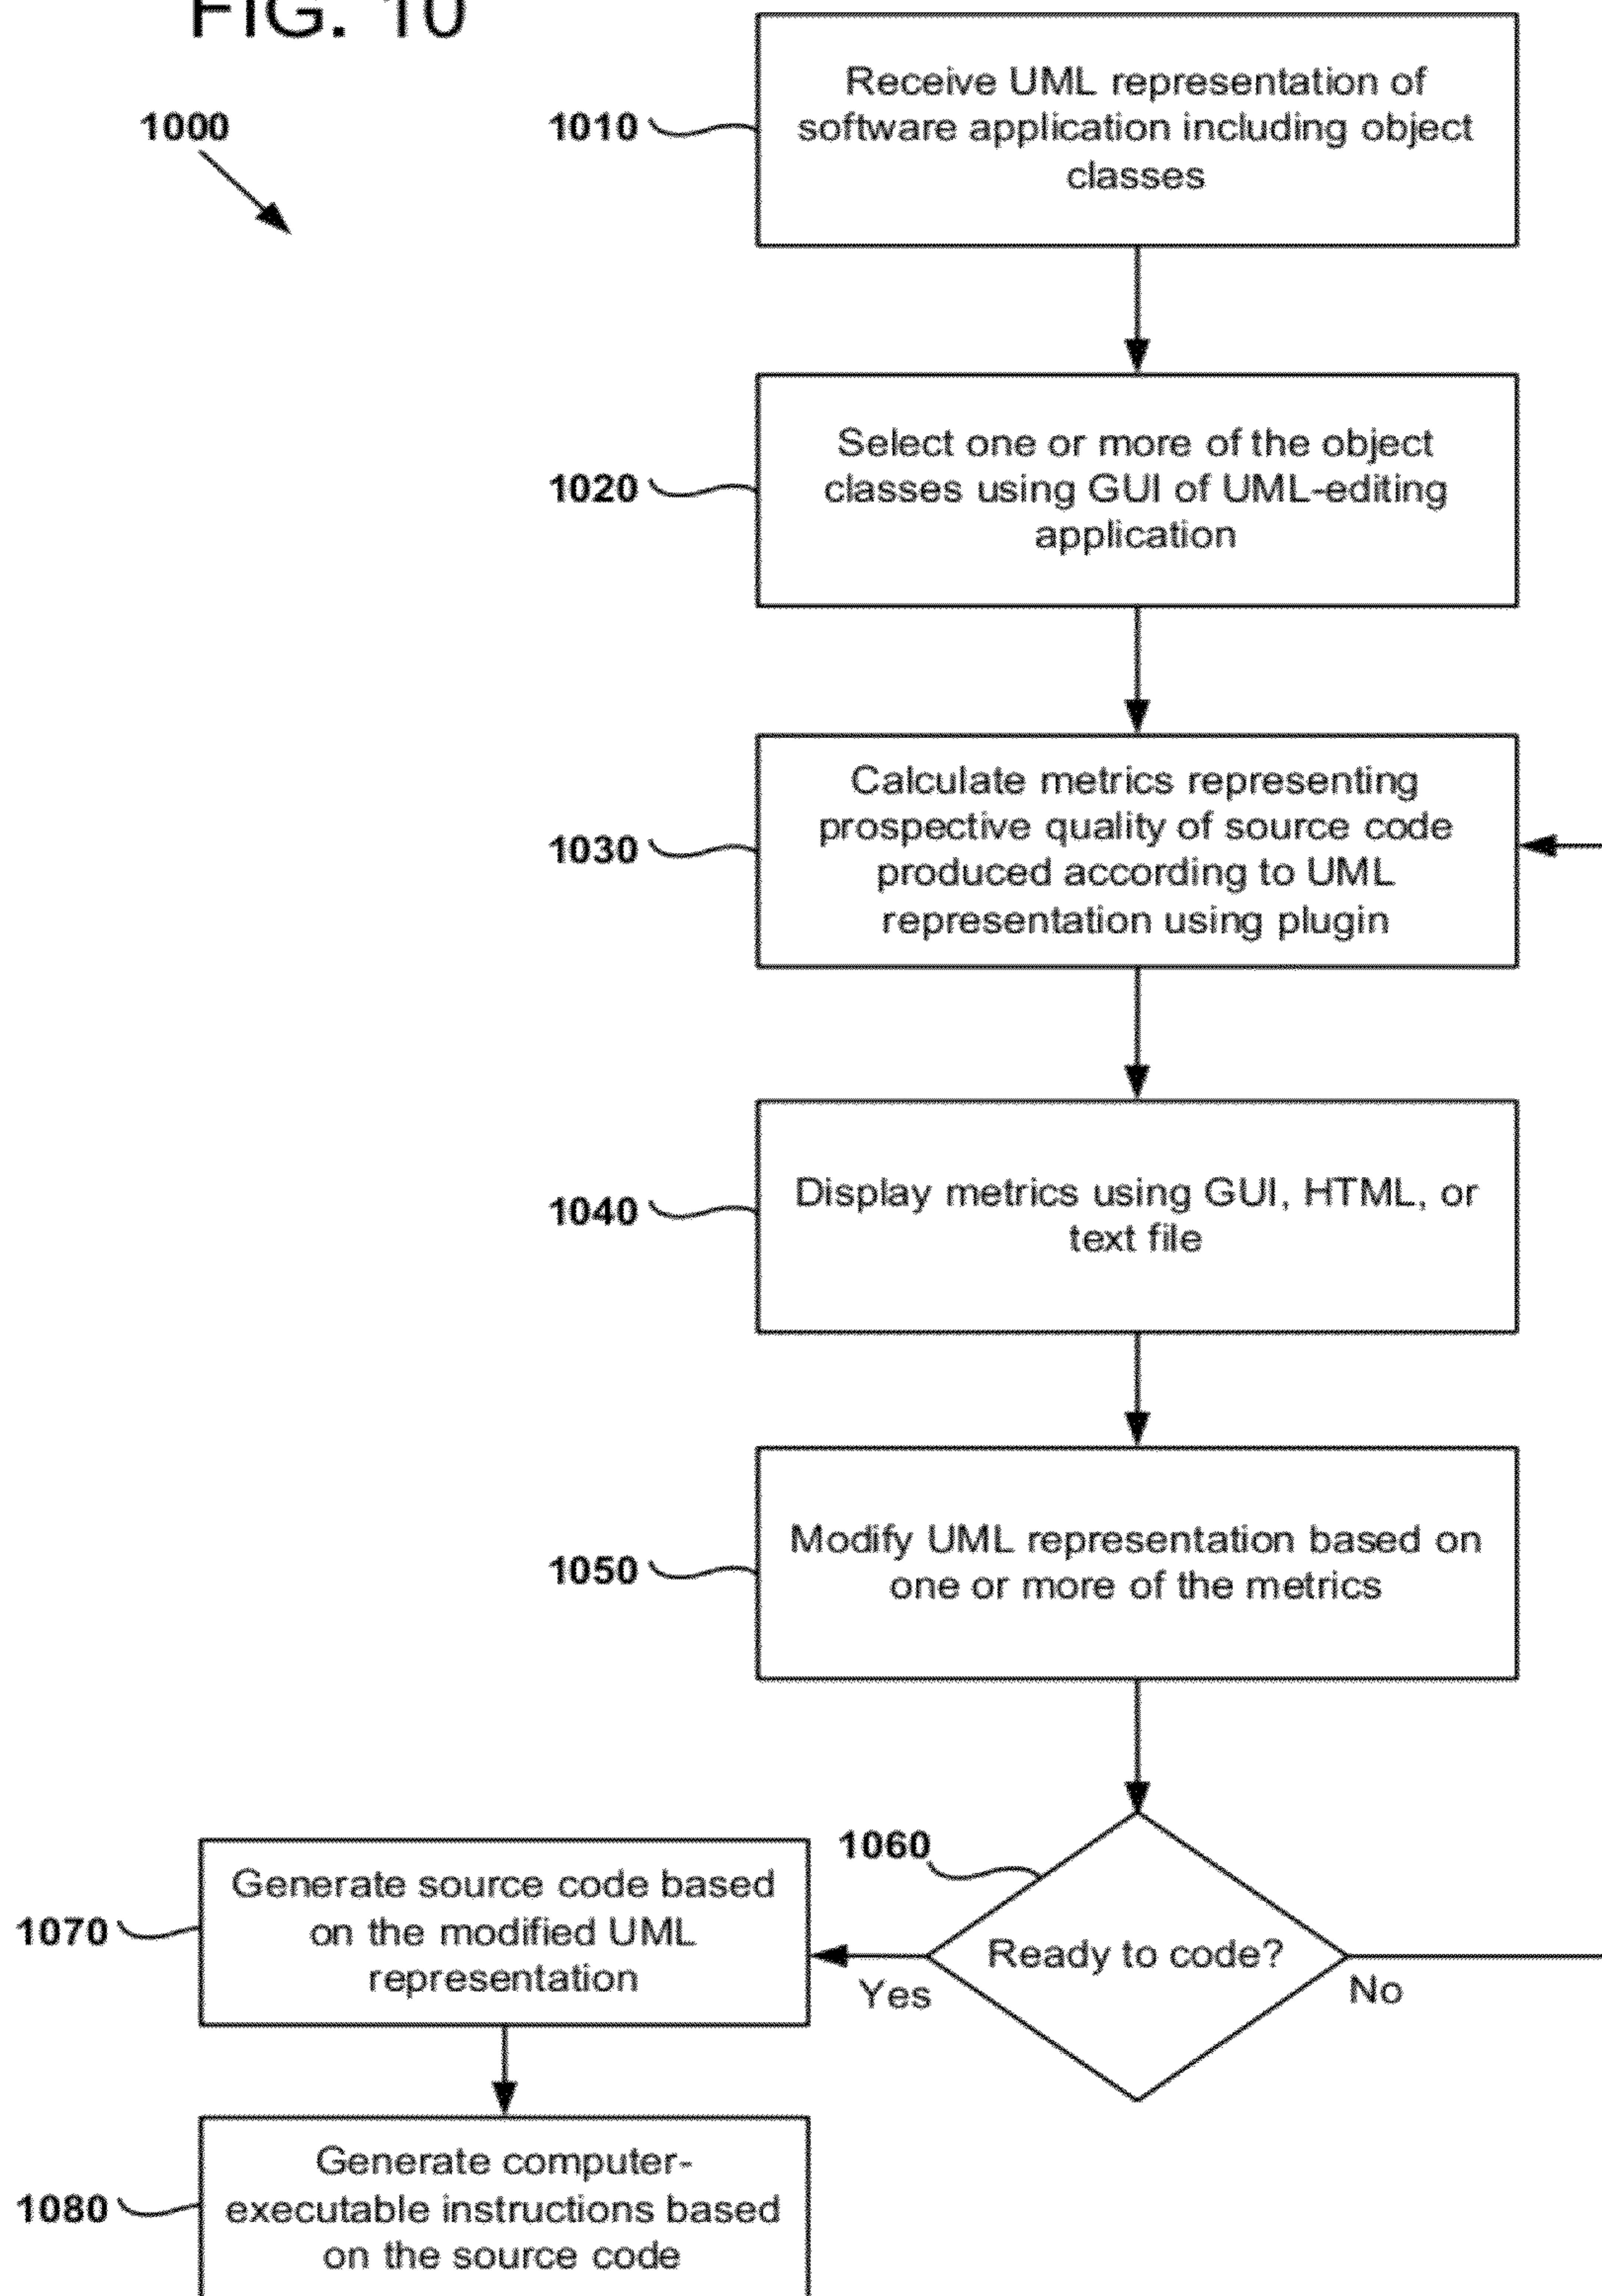 FIG. 10
1000
1010
Receive UML representation of
software application including object
classes
1020
Select one or more of the object
classes using GUI of UML-editing
application
1030
Calculate metrics representing
prospective quality of source code
produced according to UML
representation using plugin
1040
Display metrics using GUI, HTML, or
text file
1050
Modify UML representation based on
one or more of the metrics
1060
Ready to code?
Yes
No
1070
Generate source code based
on the modified UML
representation
1080
Generate computer-
executable instructions based
on the source code